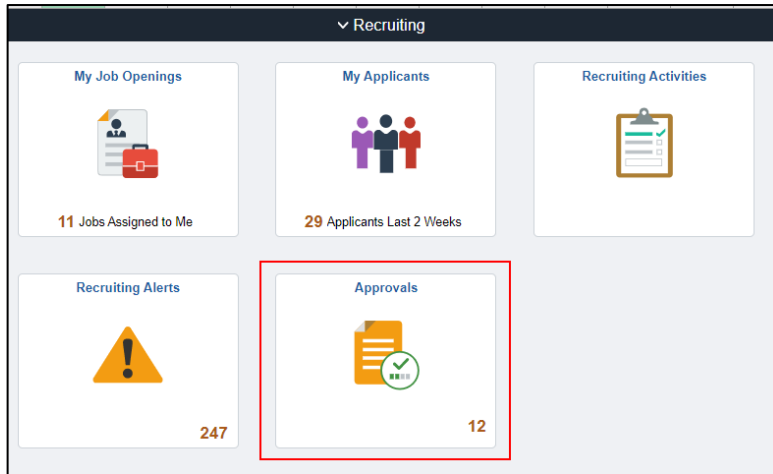 Recruiting
My Job Openings
11 Jobs Assigned to Me
My Applicants
29 Applicants Last 2 Weeks
Recruiting Activities
Recruiting Alerts
247
Approvals
12